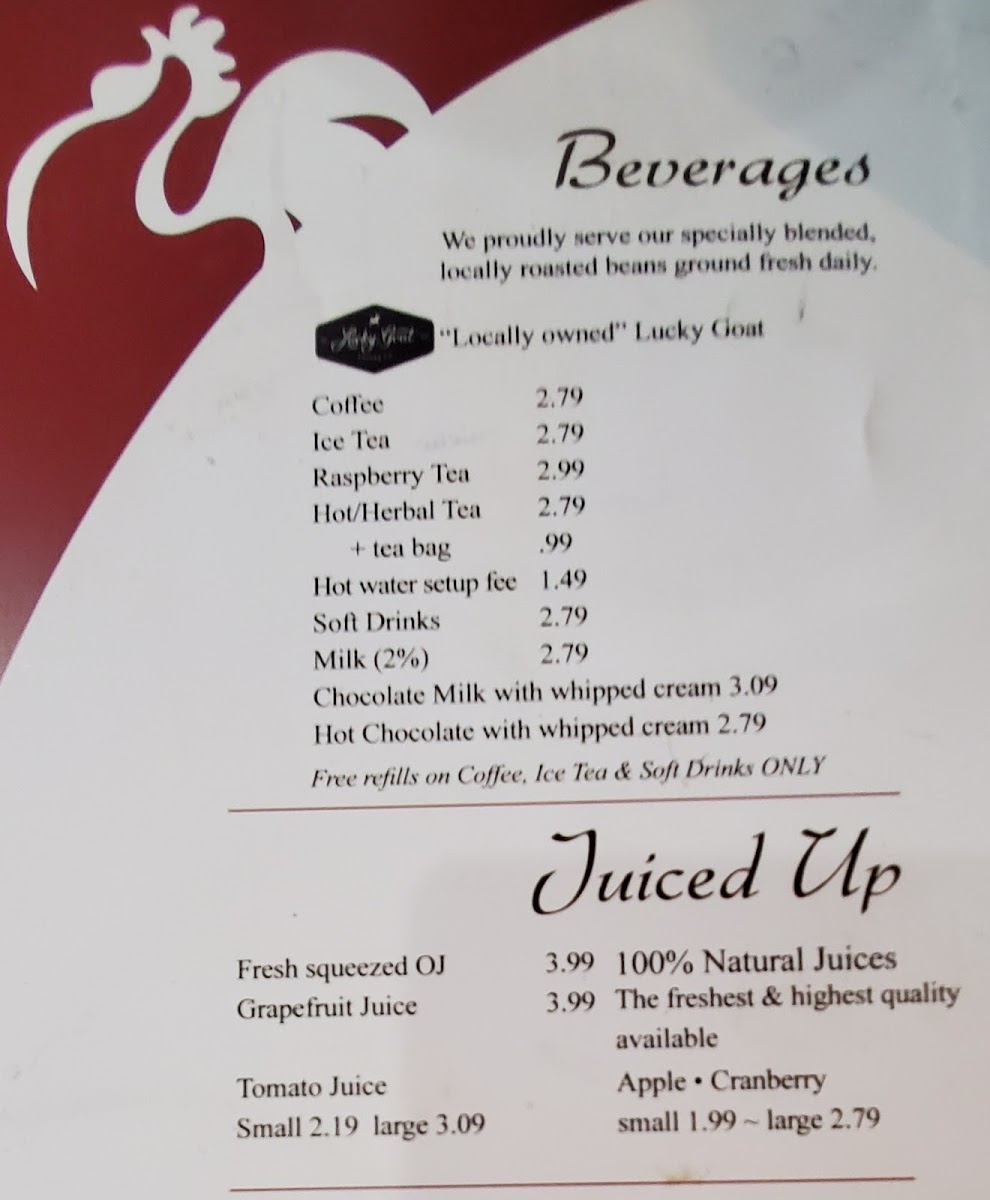 Beverages
We proudly serve our specially blended,
locally roasted beans ground fresh daily.
Lucky Goat
"Locally owned" Lucky Goat
Coffee 2.79
Ice Tea 2.79
Raspberry Tea 2.99
Hot/Herbal Tea 2.79
+ tea bag .99
Hot water setup fee 1.49
Soft Drinks 2.79
Milk (2%) 2.79
Chocolate Milk with whipped cream 3.09
Hot Chocolate with whipped cream 2.79
Free refills on Coffee, Ice Tea & Soft Drinks ONLY
Juiced Up
Fresh squeezed OJ 3.99
Grapefruit Juice 3.99
Tomato Juice
Small 2.19 large 3.09
100% Natural Juices
The freshest & highest quality
available
Apple • Cranberry
small 1.99 ~ large 2.79